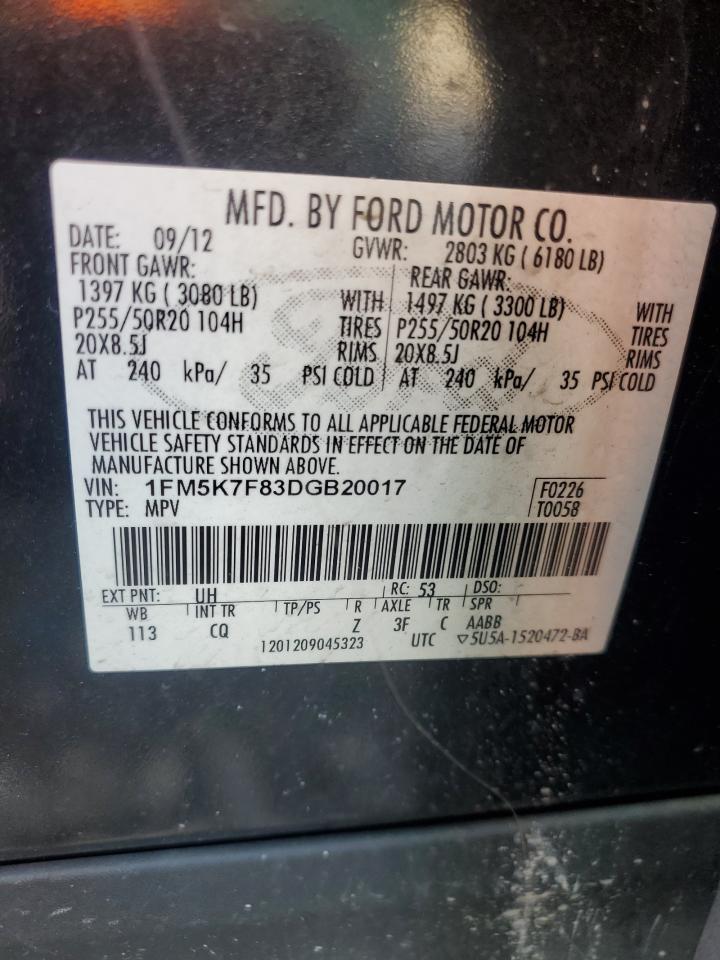 MFD. BY FORD MOTOR CO.
DATE: 09/12 GVWR: 2803 KG ( 6180 LB)
FRONT GAWR: REAR GAWR:
1397 KG ( 3080 LB) WITH 1497 KG ( 3300 LB) WITH
P255/50R20 104H TIRES P255/50R20 104H TIRES
20X8.5J RIMS 20X8.5J RIMS
AT 240 kPa/ 35 PSI COLD AT 240 kPa/ 35 PSI COLD
THIS VEHICLE CONFORMS TO ALL APPLICABLE FEDERAL MOTOR
VEHICLE SAFETY STANDARDS IN EFFECT ON THE DATE OF
MANUFACTURE SHOWN ABOVE.
VIN: 1FM5K7F83DGB20017 F0226
TYPE: MPV T0058
EXT PNT: UH RC: 53 DSO:
WB INT TR TP/PS R AXLE TR SPR
113 CQ Z 3F C AABB
1201209045323 UTC ▽5U5A-1520472-BA